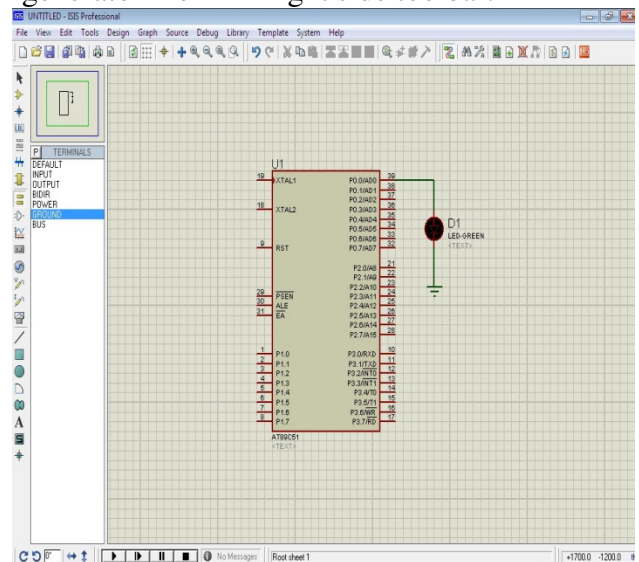 UNTITLED - ISIS Professional
File View Edit Tools Design Graph Source Debug Library Template System Help
P TERMINALS
DEFAULT
INPUT
OUTPUT
BIDIR
POWER
GROUND
BUS
LBL
A
S
U1
19 XTAL1
18 XTAL2
9 RST
29 PSEN
30 ALE
31 EA
1 P1.0
2 P1.1
3 P1.2
4 P1.3
5 P1.4
6 P1.5
7 P1.6
8 P1.7
P0.0/AD0 39
P0.1/AD1 38
P0.2/AD2 37
P0.3/AD3 36
P0.4/AD4 35
P0.5/AD5 34
P0.6/AD6 33
P0.7/AD7 32
P2.0/A8 21
P2.1/A9 22
P2.2/A10 23
P2.3/A11 24
P2.4/A12 25
P2.5/A13 26
P2.6/A14 27
P2.7/A15 28
P3.0/RXD 10
P3.1/TXD 11
P3.2/INT0 12
P3.3/INT1 13
P3.4/T0 14
P3.5/T1 15
P3.6/WR 16
P3.7/RD 17
AT89C51
<TEXT>
D1
LED-GREEN
<TEXT>
0° No Messages Root sheet 1 +1700.0 -1200.0